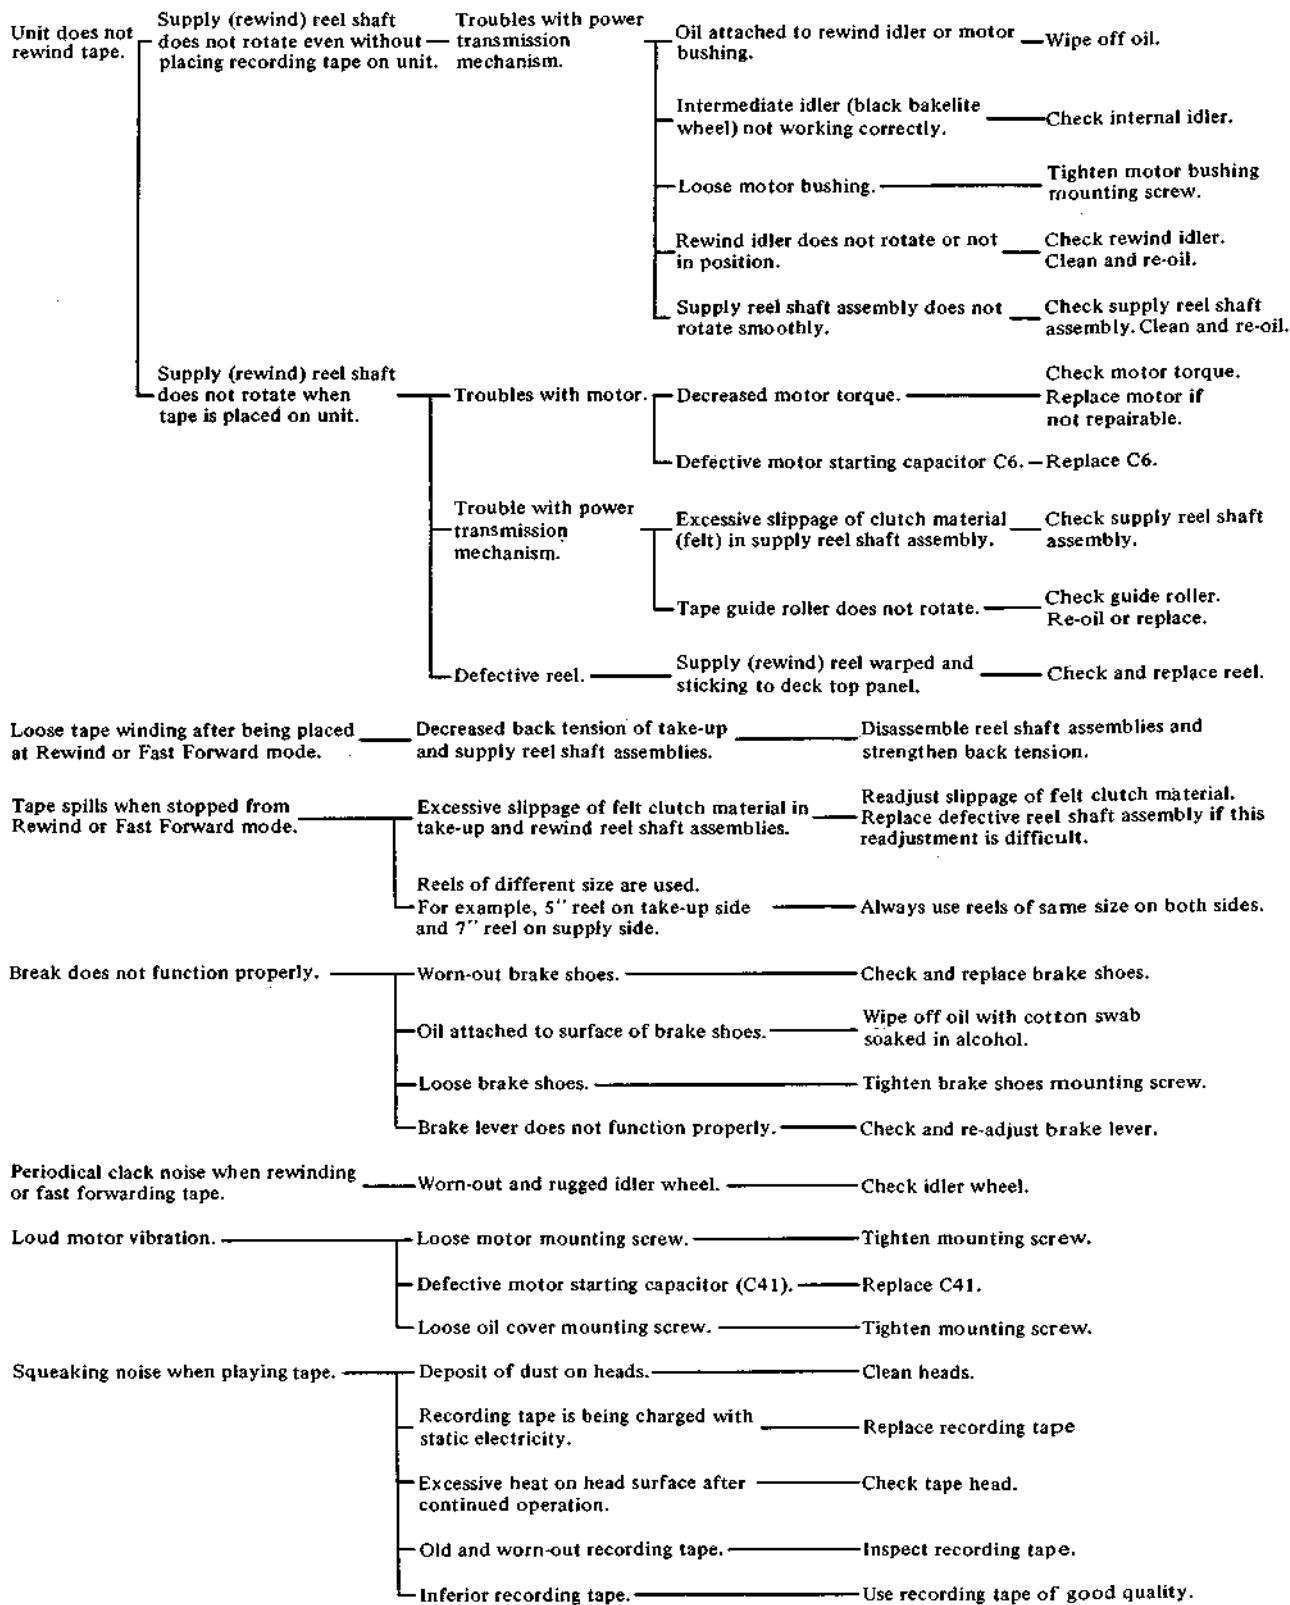 Unit does not
rewind tape.
Supply (rewind) reel shaft
does not rotate even without
placing recording tape on unit.
Troubles with power
transmission
mechanism.
Oil attached to rewind idler or motor
bushing.
Wipe off oil.
Intermediate idler (black bakelite
wheel) not working correctly.
Check internal idler.
Loose motor bushing.
Tighten motor bushing
mounting screw.
Rewind idler does not rotate or not
in position.
Check rewind idler.
Clean and re-oil.
Supply reel shaft assembly does not
rotate smoothly.
Check supply reel shaft
assembly. Clean and re-oil.
Supply (rewind) reel shaft
does not rotate when
tape is placed on unit.
Troubles with motor.
Decreased motor torque.
Check motor torque.
Replace motor if
not repairable.
Defective motor starting capacitor C6.
Replace C6.
Trouble with power
transmission
mechanism.
Excessive slippage of clutch material
(felt) in supply reel shaft assembly.
Check supply reel shaft
assembly.
Tape guide roller does not rotate.
Check guide roller.
Re-oil or replace.
Defective reel.
Supply (rewind) reel warped and
sticking to deck top panel.
Check and replace reel.
Loose tape winding after being placed
at Rewind or Fast Forward mode.
Decreased back tension of take-up
and supply reel shaft assemblies.
Disassemble reel shaft assemblies and
strengthen back tension.
Tape spills when stopped from
Rewind or Fast Forward mode.
Excessive slippage of felt clutch material in
take-up and rewind reel shaft assemblies.
Readjust slippage of felt clutch material.
Replace defective reel shaft assembly if this
readjustment is difficult.
Reels of different size are used.
For example, 5″ reel on take-up side
and 7″ reel on supply side.
Always use reels of same size on both sides.
Break does not function properly.
Worn-out brake shoes.
Check and replace brake shoes.
Oil attached to surface of brake shoes.
Wipe off oil with cotton swab
soaked in alcohol.
Loose brake shoes.
Tighten brake shoes mounting screw.
Brake lever does not function properly.
Check and re-adjust brake lever.
Periodical clack noise when rewinding
or fast forwarding tape.
Worn-out and rugged idler wheel.
Check idler wheel.
Loud motor vibration.
Loose motor mounting screw.
Tighten mounting screw.
Defective motor starting capacitor (C41).
Replace C41.
Loose oil cover mounting screw.
Tighten mounting screw.
Squeaking noise when playing tape.
Deposit of dust on heads.
Clean heads.
Recording tape is being charged with
static electricity.
Replace recording tape
Excessive heat on head surface after
continued operation.
Check tape head.
Old and worn-out recording tape.
Inspect recording tape.
Inferior recording tape.
Use recording tape of good quality.